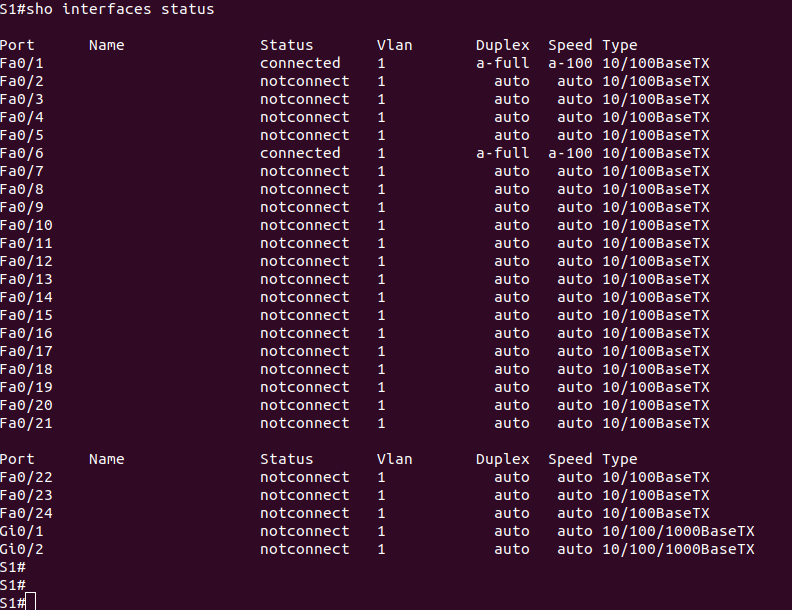 S1#sho interfaces status
Port      Name               Status       Vlan       Duplex  Speed Type
Fa0/1                        connected    1          a-full  a-100 10/100BaseTX
Fa0/2                        notconnect   1            auto   auto 10/100BaseTX
Fa0/3                        notconnect   1            auto   auto 10/100BaseTX
Fa0/4                        notconnect   1            auto   auto 10/100BaseTX
Fa0/5                        notconnect   1            auto   auto 10/100BaseTX
Fa0/6                        connected    1          a-full  a-100 10/100BaseTX
Fa0/7                        notconnect   1            auto   auto 10/100BaseTX
Fa0/8                        notconnect   1            auto   auto 10/100BaseTX
Fa0/9                        notconnect   1            auto   auto 10/100BaseTX
Fa0/10                       notconnect   1            auto   auto 10/100BaseTX
Fa0/11                       notconnect   1            auto   auto 10/100BaseTX
Fa0/12                       notconnect   1            auto   auto 10/100BaseTX
Fa0/13                       notconnect   1            auto   auto 10/100BaseTX
Fa0/14                       notconnect   1            auto   auto 10/100BaseTX
Fa0/15                       notconnect   1            auto   auto 10/100BaseTX
Fa0/16                       notconnect   1            auto   auto 10/100BaseTX
Fa0/17                       notconnect   1            auto   auto 10/100BaseTX
Fa0/18                       notconnect   1            auto   auto 10/100BaseTX
Fa0/19                       notconnect   1            auto   auto 10/100BaseTX
Fa0/20                       notconnect   1            auto   auto 10/100BaseTX
Fa0/21                       notconnect   1            auto   auto 10/100BaseTX
Port      Name               Status       Vlan       Duplex  Speed Type
Fa0/22                       notconnect   1            auto   auto 10/100BaseTX
Fa0/23                       notconnect   1            auto   auto 10/100BaseTX
Fa0/24                       notconnect   1            auto   auto 10/100BaseTX
Gi0/1                        notconnect   1            auto   auto 10/100/1000BaseTX
Gi0/2                        notconnect   1            auto   auto 10/100/1000BaseTX
S1#
S1#
S1#